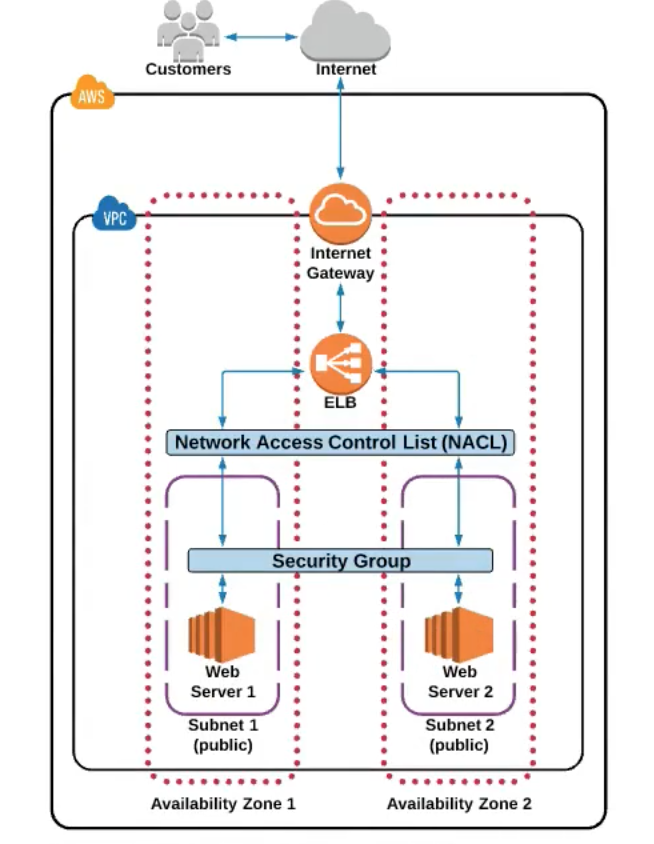 Customers
Internet
AWS
VPC
Internet
Gateway
ELB
Network Access Control List (NACL)
Security Group
Web
Server 1
Web
Server 2
Subnet 1
(public)
Subnet 2
(public)
Availability Zone 1
Availability Zone 2